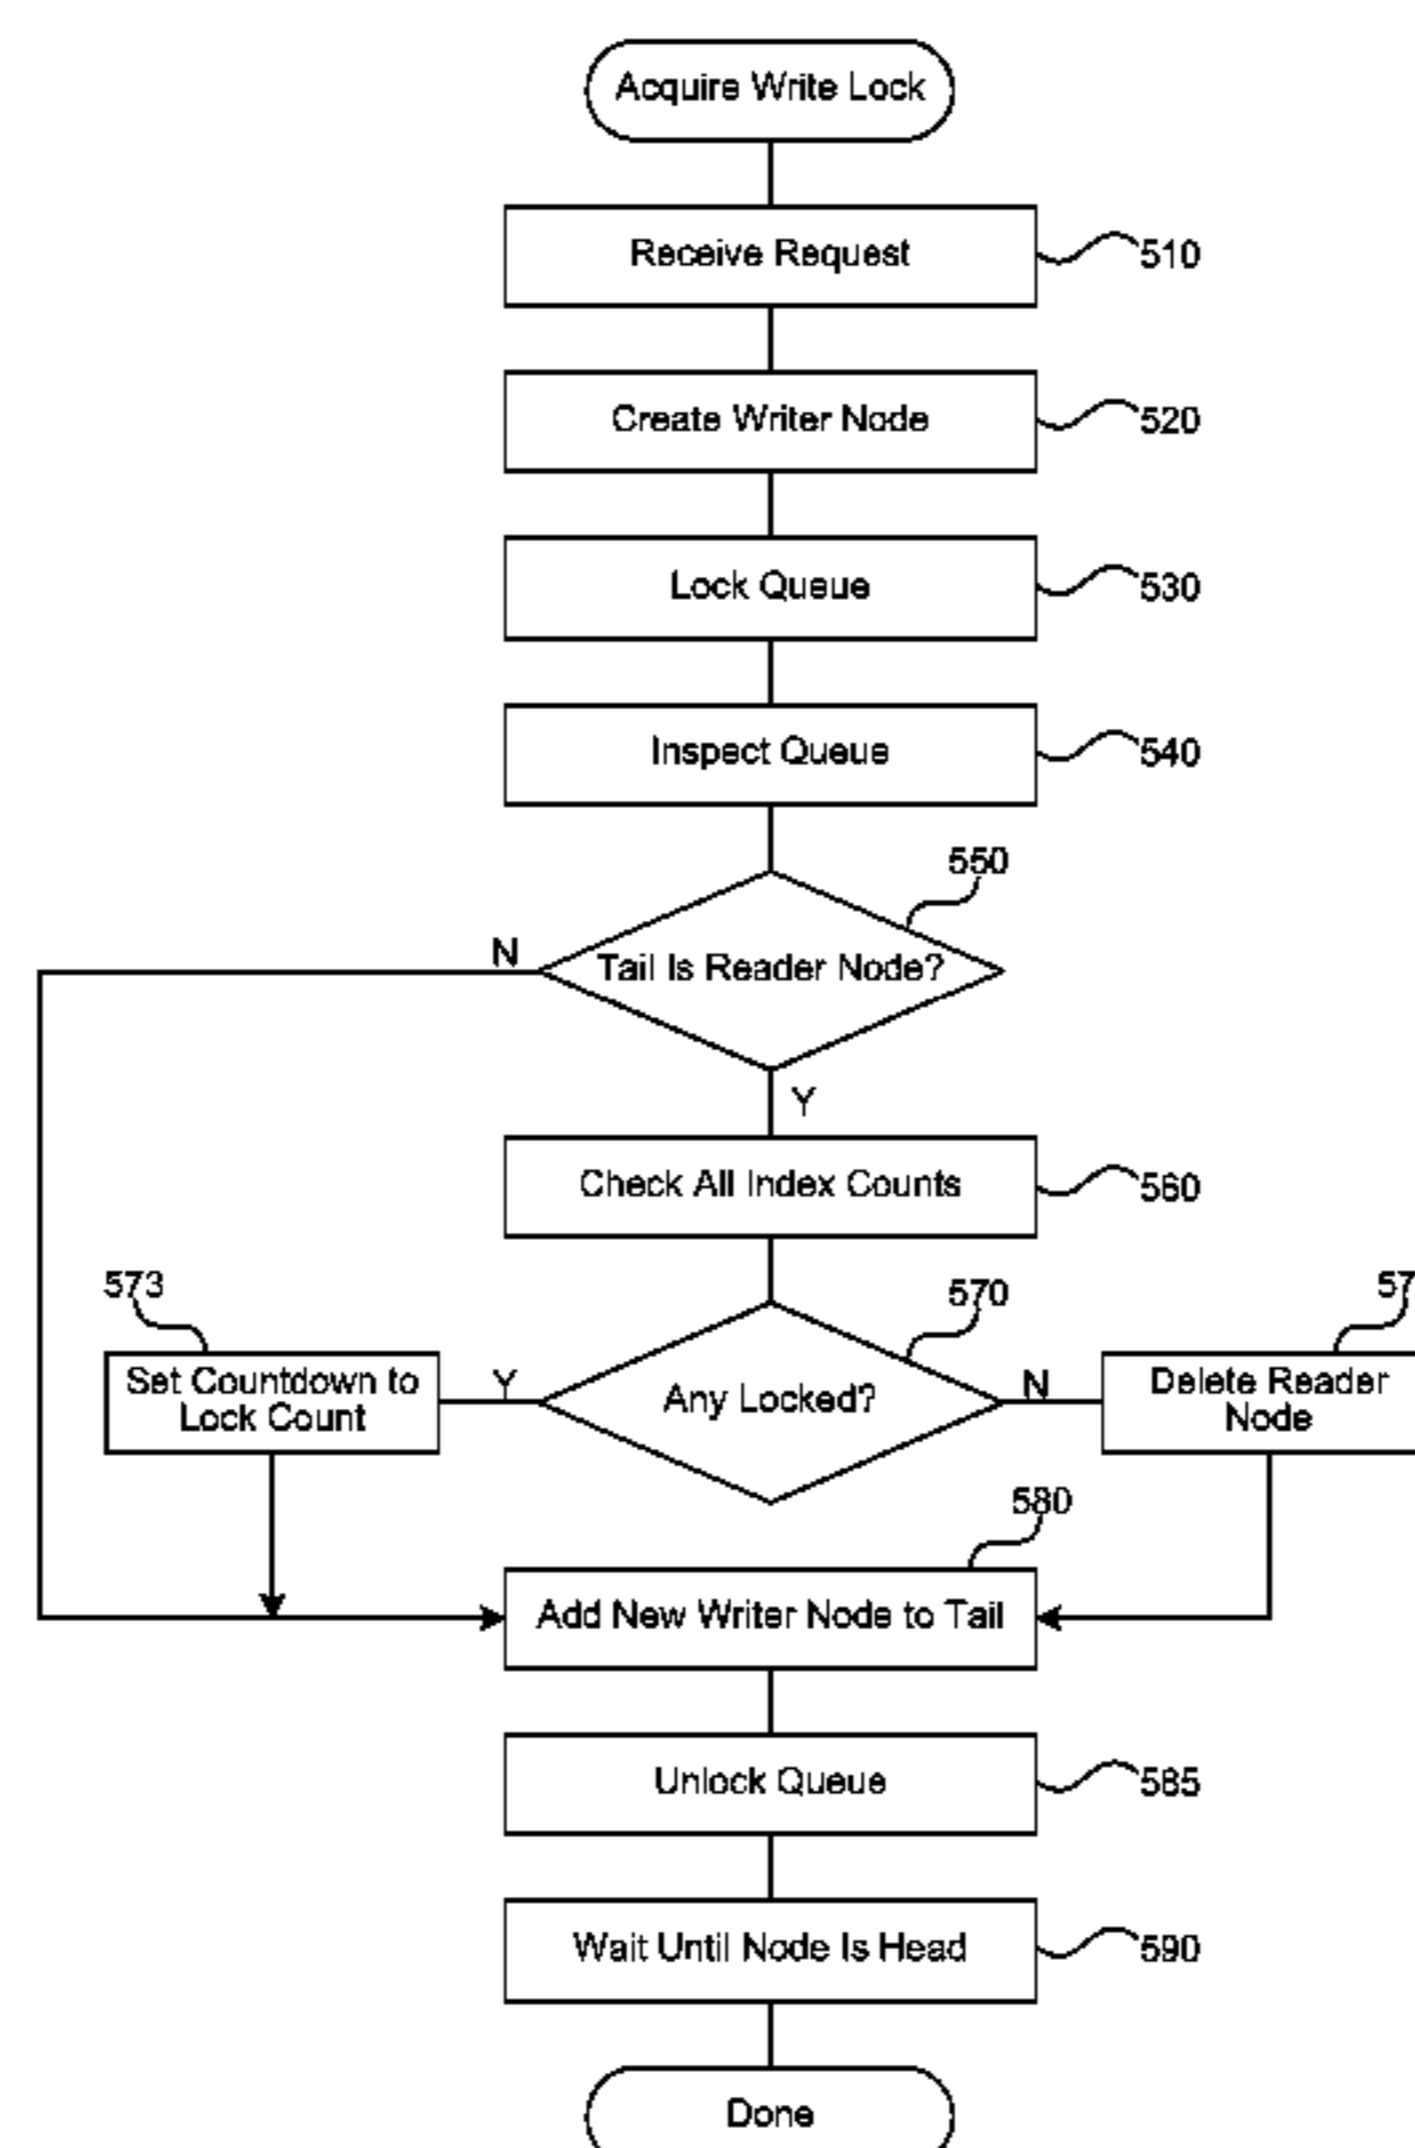 Acquire Write Lock
Receive Request
510
Create Writer Node
520
Lock Queue
530
Inspect Queue
540
550
N
Tail Is Reader Node?
Y
Check All Index Counts
560
573
570
57
Set Countdown to
Lock Count
Y
Any Locked?
N
Delete Reader
Node
580
Add New Writer Node to Tail
Unlock Queue
585
Wait Until Node Is Head
590
Done